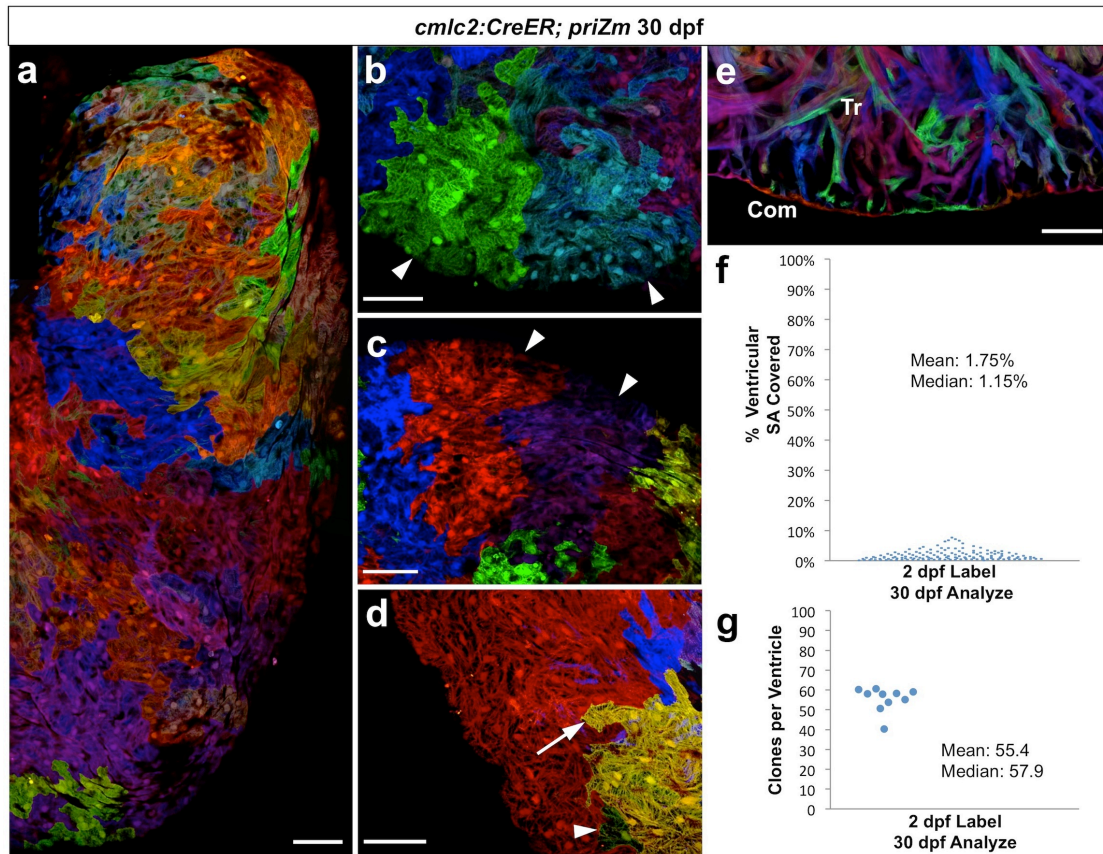 cmlc2:CreER; priZm 30 dpf
a
b
c
d
e
Tr
Com
f
% Ventricular
SA Covered
100%
90%
80%
70%
60%
50%
40%
30%
20%
10%
0%
Mean: 1.75%
Median: 1.15%
2 dpf Label
30 dpf Analyze
g
Clones per Ventricle
100
90
80
70
60
50
40
30
20
10
0
Mean: 55.4
Median: 57.9
2 dpf Label
30 dpf Analyze